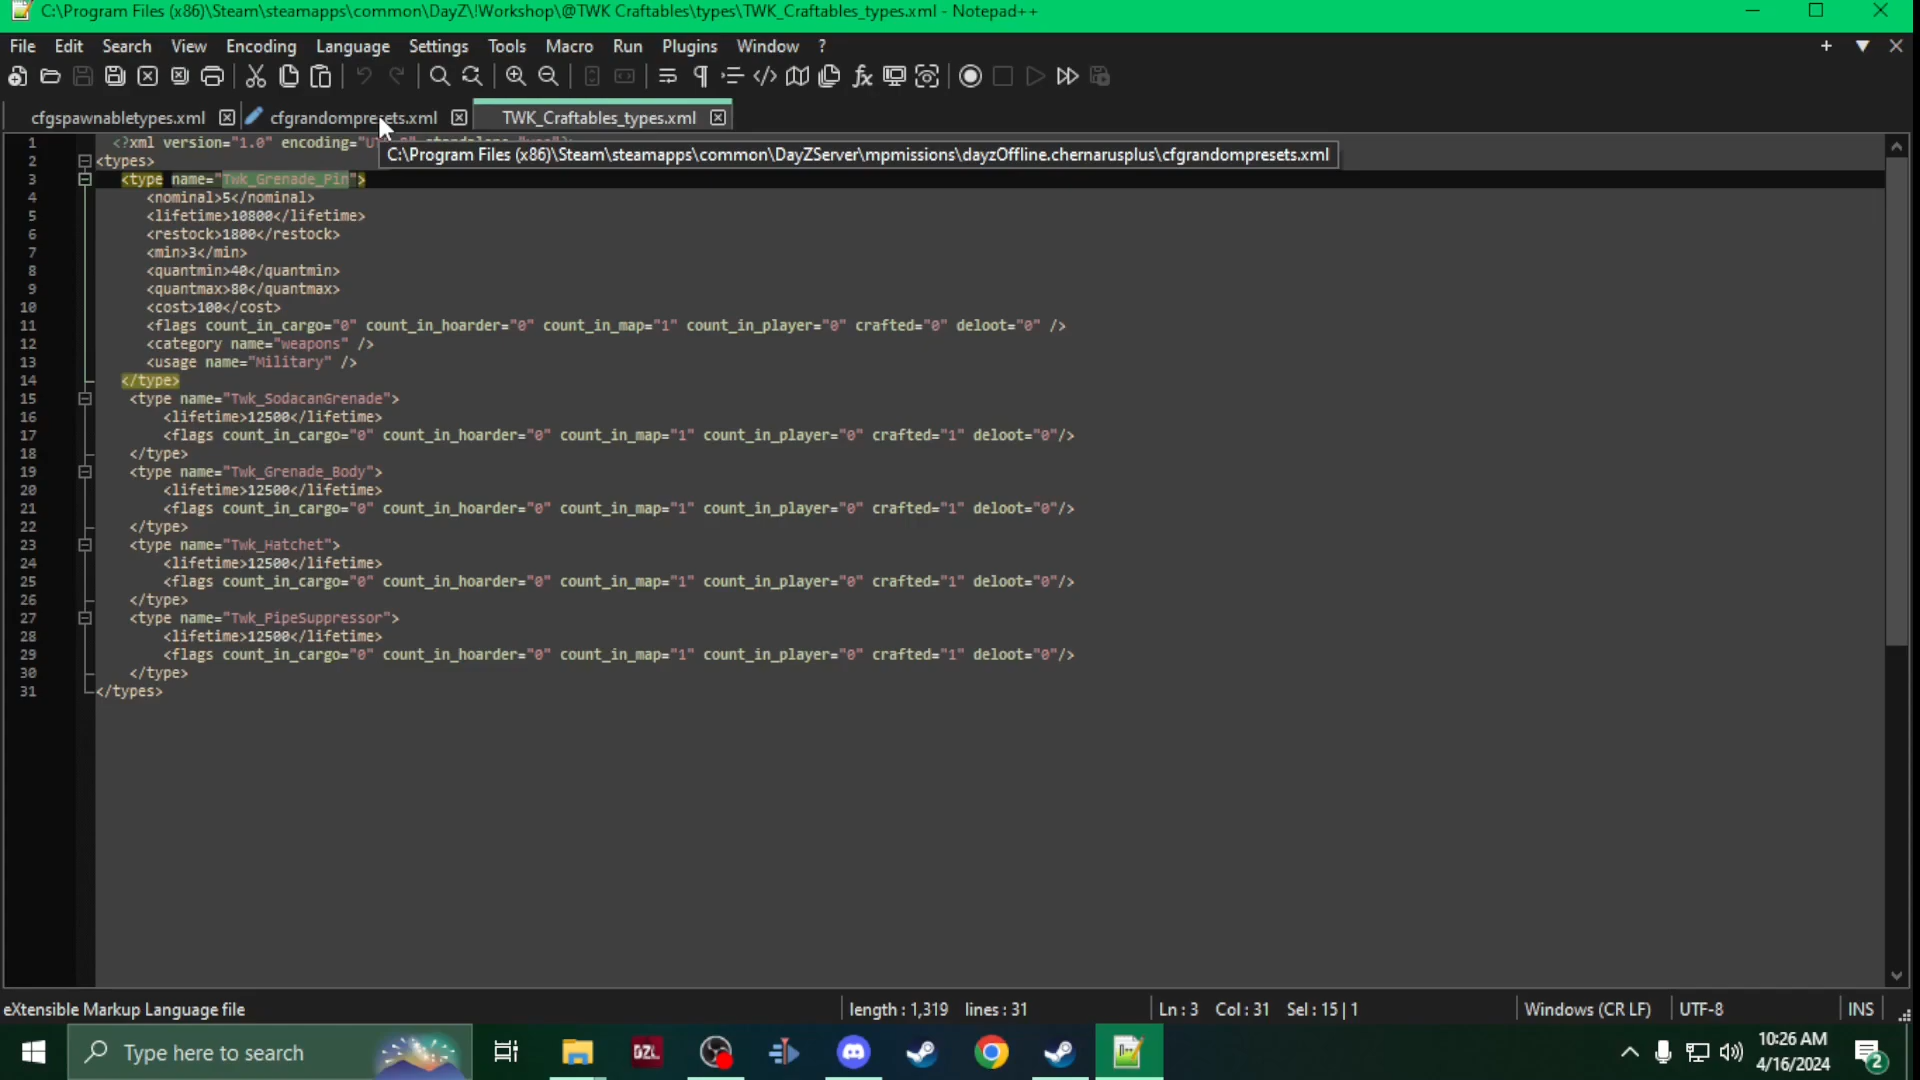 C:\Program Files (x86)\Steam\steamapps\common\DayZ\!Workshop\@TWK Craftables\types\TWK_Craftables_types.xml - Notepad++
File Edit Search View Encoding Language Settings Tools Macro Run Plugins Window ?
cfgspawnabletypes.xml cfgrandompresets.xml TWK_Craftables_types.xml
1 <?xml version="1.0" encoding=
C:\Program Files (x86)\Steam\steamapps\common\DayZServer\mpmissions\dayzOffline.chernarusplus\cfgrandompresets.xml
2 <types>
3 <type name="Twk_Grenade_Pin">
4 <nominal>5</nominal>
5 <lifetime>10800</lifetime>
6 <restock>1800</restock>
7 <min>3</min>
8 <quantmin>40</quantmin>
9 <quantmax>80</quantmax>
10 <cost>100</cost>
11 <flags count_in_cargo="0" count_in_hoarder="0" count_in_map="1" count_in_player="0" crafted="0" deloot="0" />
12 <category name="weapons" />
13 <usage name="Military" />
14 </type>
15 <type name="Twk_SodacanGrenade">
16 <lifetime>12500</lifetime>
17 <flags count_in_cargo="0" count_in_hoarder="0" count_in_map="1" count_in_player="0" crafted="1" deloot="0"/>
18 </type>
19 <type name="Twk_Grenade_Body">
20 <lifetime>12500</lifetime>
21 <flags count_in_cargo="0" count_in_hoarder="0" count_in_map="1" count_in_player="0" crafted="1" deloot="0"/>
22 </type>
23 <type name="Twk_Hatchet">
24 <lifetime>12500</lifetime>
25 <flags count_in_cargo="0" count_in_hoarder="0" count_in_map="1" count_in_player="0" crafted="1" deloot="0"/>
26 </type>
27 <type name="Twk_PipeSuppressor">
28 <lifetime>12500</lifetime>
29 <flags count_in_cargo="0" count_in_hoarder="0" count_in_map="1" count_in_player="0" crafted="1" deloot="0"/>
30 </type>
31 </types>
eXtensible Markup Language file length : 1,319 lines : 31 Ln : 3 Col : 31 Sel : 15 | 1 Windows (CR LF) UTF-8 INS
Type here to search
DZL
10:26 AM
4/16/2024
2